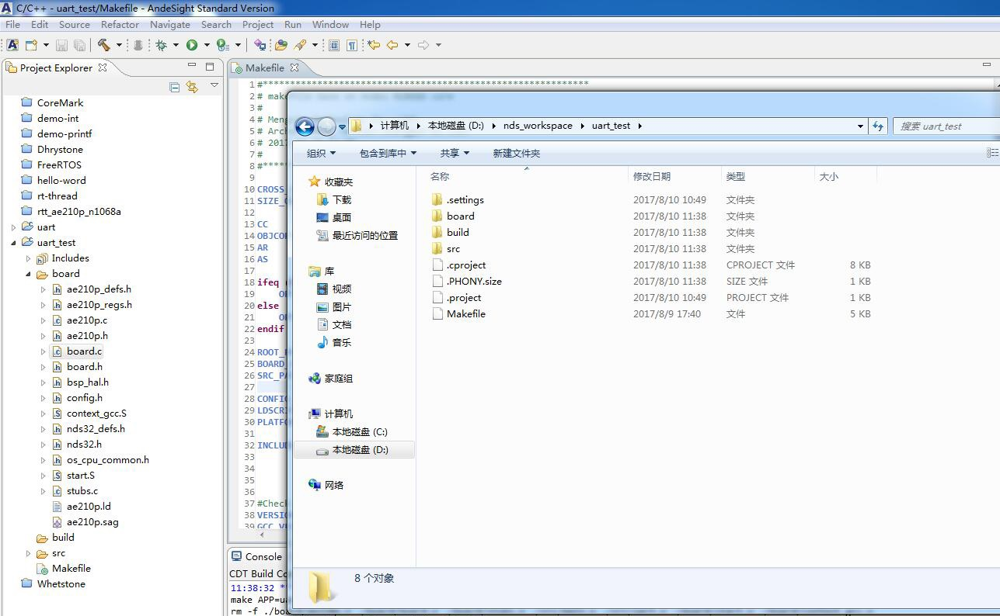 C/C++ - uart_test/Makefile - AndeSight Standard Version
File Edit Source Refactor Navigate Search Project Run Window Help
Project Explorer
CoreMark
demo-int
demo-printf
Dhrystone
FreeRTOS
hello-word
rt-thread
rtt_ae210p_n1068a
uart
uart_test
Includes
board
ae210p_defs.h
ae210p_regs.h
ae210p.c
ae210p.h
board.c
board.h
bsp_hal.h
config.h
context_gcc.S
nds32_defs.h
nds32.h
os_cpu_common.h
start.S
stubs.c
ae210p.ld
ae210p.sag
build
src
Makefile
Whetstone
Makefile
1 #************************************************************
2 #
3 #
4 # Meng
5 # Arch
6 # 201
7 #
8 #**
9
10 CROSS_
11 SIZE_
12
13 CC
14 OBJCO
15 AR
16 AS
17
18 ifeq
19
20 else
21
22 endif
23
24 ROOT_
25 BOARD_
26 SRC_PA
27
28 CONFI
29 LDSCRI
30 PLATFO
31
32 INCLU
33
34
35
36
37 #Chec
38 VERSI
39 GCC_V
Console
CDT Build Co
11:38:32 **
make APP=ua
rm -f ./boa
计算机 本地磁盘 (D:) nds_workspace uart_test
搜索 uart_test
组织 包含到库中 共享 新建文件夹
收藏夹
下载
桌面
最近访问的位置
库
视频
图片
文档
音乐
家庭组
计算机
本地磁盘 (C:)
本地磁盘 (D:)
网络
名称 修改日期 类型 大小
.settings 2017/8/10 10:49 文件夹
board 2017/8/10 11:38 文件夹
build 2017/8/10 11:38 文件夹
src 2017/8/10 11:38 文件夹
.cproject 2017/8/10 11:38 CPROJECT 文件 8 KB
.PHONY.size 2017/8/10 11:38 SIZE 文件 1 KB
.project 2017/8/10 10:49 PROJECT 文件 1 KB
Makefile 2017/8/9 17:40 文件 5 KB
8 个对象